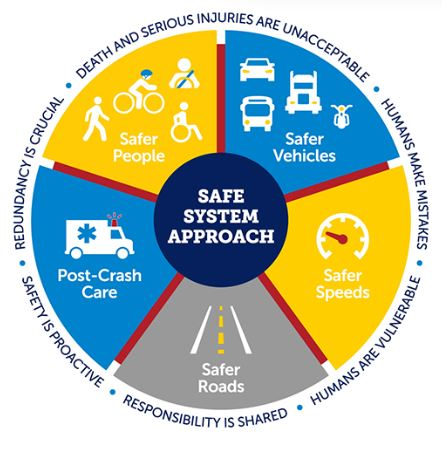 DEATH AND SERIOUS INJURIES ARE UNACCEPTABLE
HUMANS MAKE MISTAKES
HUMANS ARE VULNERABLE
RESPONSIBILITY IS SHARED
SAFETY IS PROACTIVE
REDUNDANCY IS CRUCIAL
Safer
People
Safer
Vehicles
SAFE
SYSTEM
APPROACH
Post-Crash
Care
Safer
Speeds
Safer
Roads